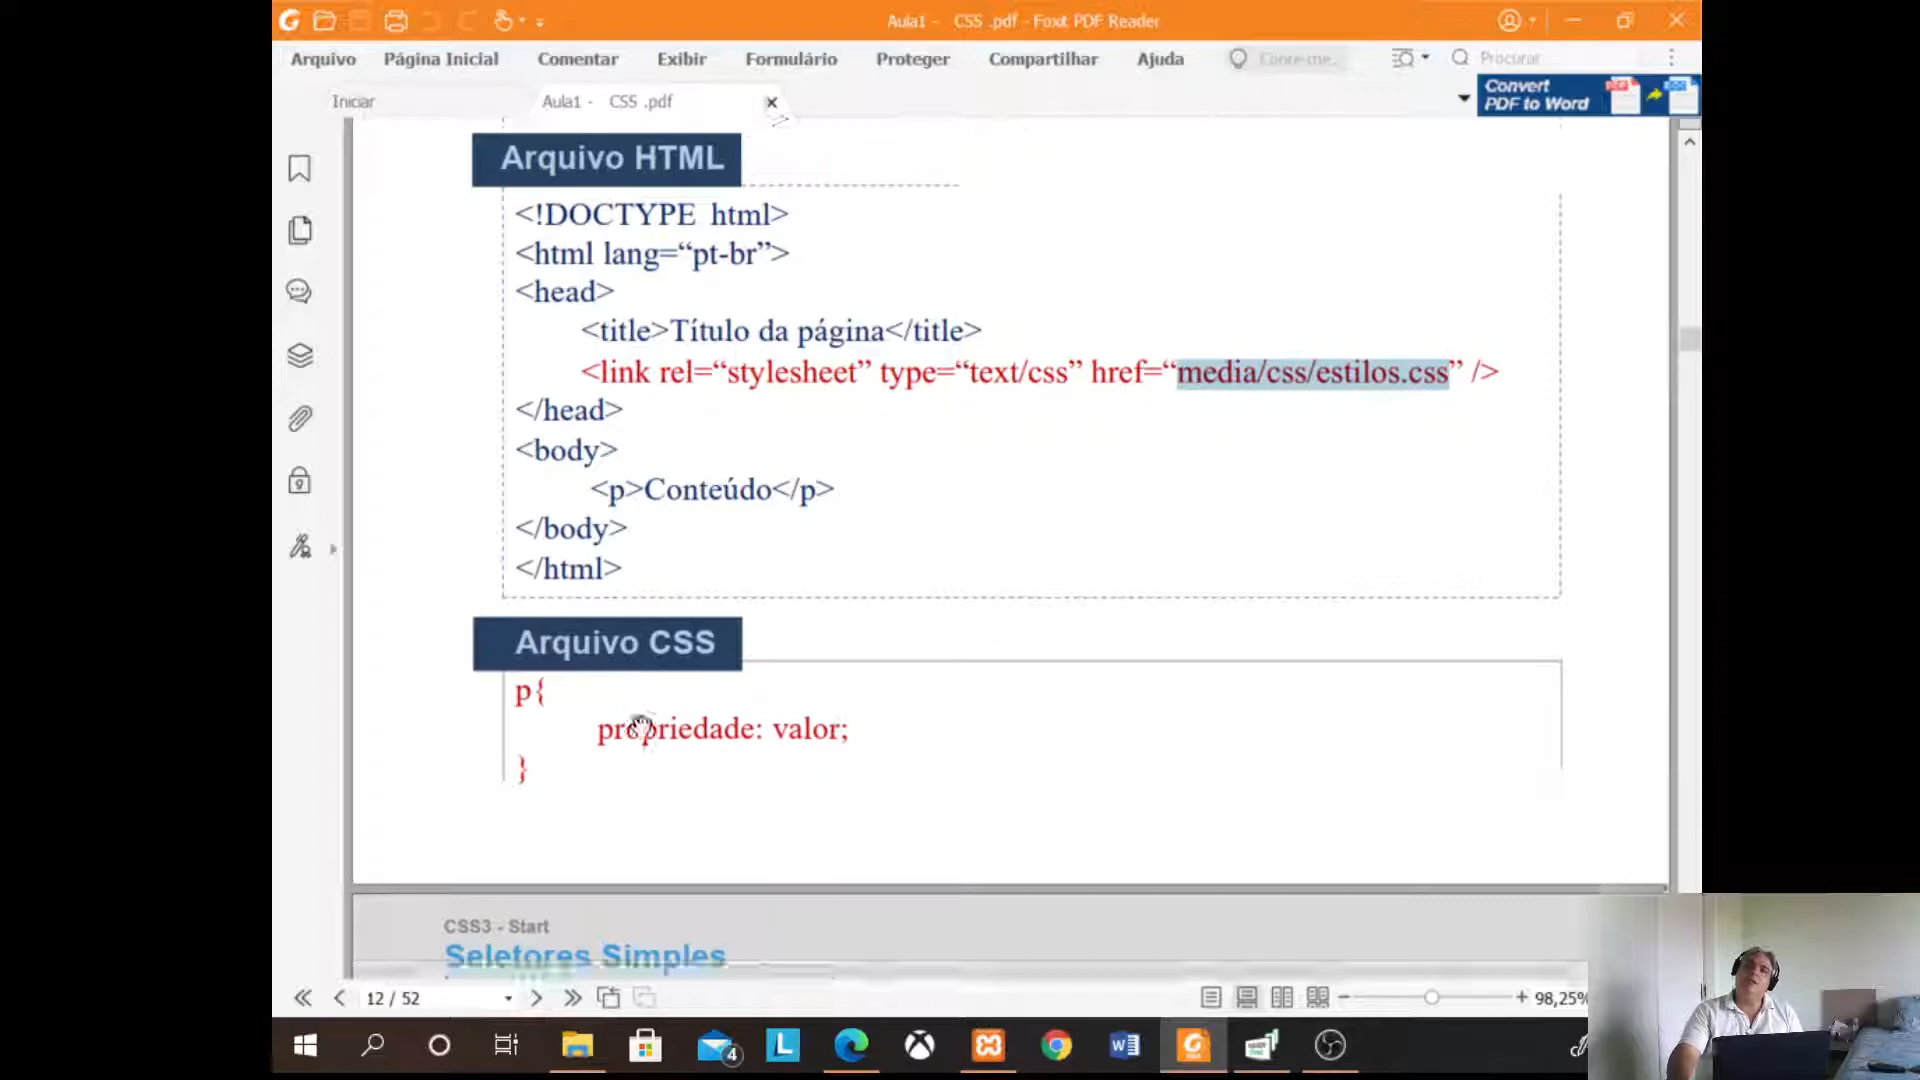 Aula1 - CSS .pdf - Foxit PDF Reader
Arquivo Página Inicial Comentar Exibir Formulário Proteger Compartilhar Ajuda Conte-me... Procurar
Convert
PDF to Word
Iniciar Aula1 - CSS .pdf
Arquivo HTML
<!DOCTYPE html>
<html lang=“pt-br”>
<head>
<title>Título da página</title>
<link rel=“stylesheet” type=“text/css” href=“media/css/estilos.css” />
</head>
<body>
<p>Conteúdo</p>
</body>
</html>
Arquivo CSS
p{
propriedade: valor;
}
CSS3 - Start
Seletores Simples
12 / 52 98,25%
4